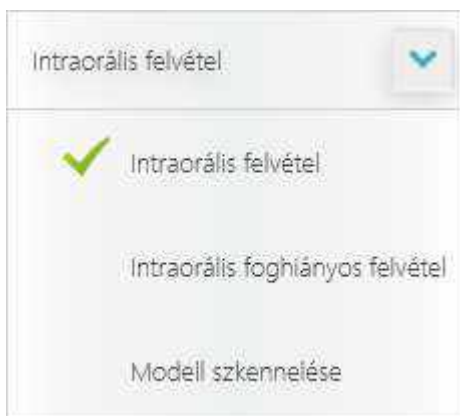 Intraorális felvétel
Intraorális felvétel
Intraorális foghiányos felvétel
Modell szkennelése